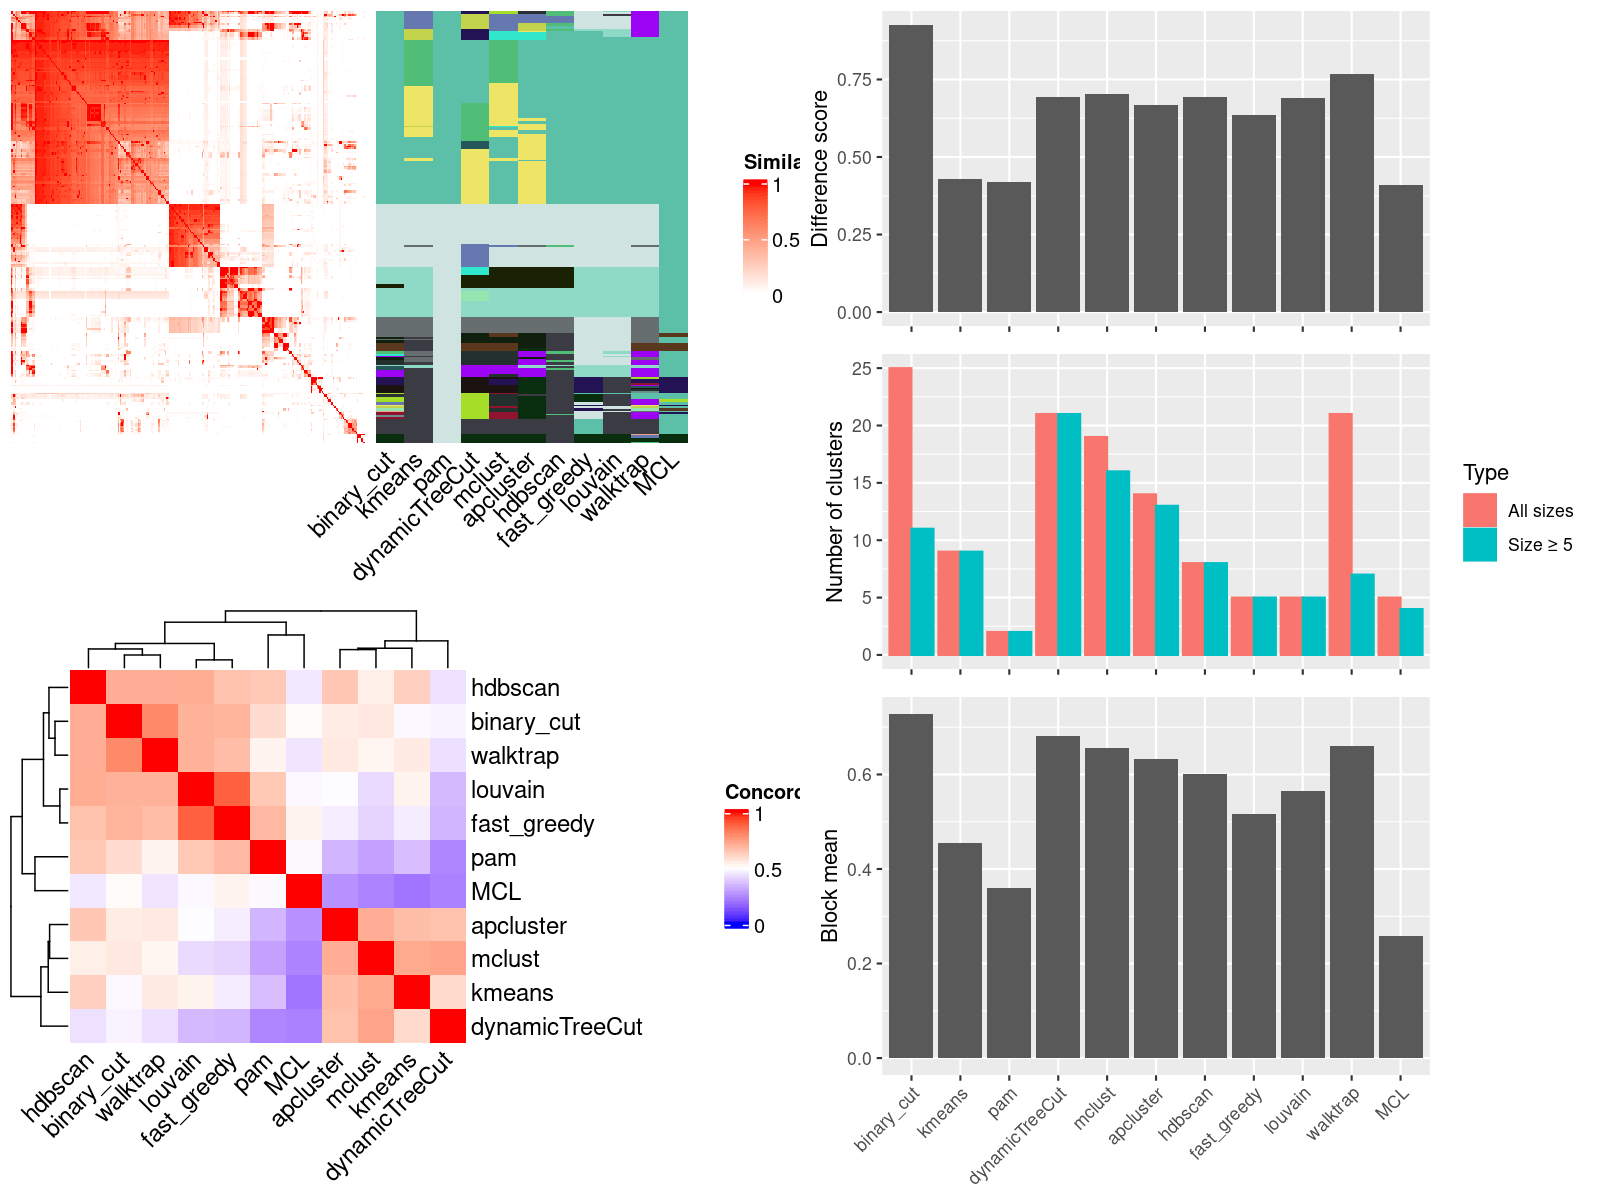 Simila
1
0.5
0
binary_cut
kmeans
pam
dynamicTreeCut
mclust
apcluster
hdbscan
fast_greedy
louvain
walktrap
MCL
hdbscan
binary_cut
walktrap
louvain
fast_greedy
pam
MCL
apcluster
mclust
kmeans
dynamicTreeCut
hdbscan
binary_cut
walktrap
louvain
fast_greedy
pam
MCL
apcluster
mclust
kmeans
dynamicTreeCut
Concord
1
0.5
0
Difference score
0.75
0.50
0.25
0.00
Number of clusters
25
20
15
10
5
0
Type
All sizes
Size ≥ 5
Block mean
0.6
0.4
0.2
0.0
binary_cut
kmeans
pam
dynamicTreeCut
mclust
apcluster
hdbscan
fast_greedy
louvain
walktrap
MCL